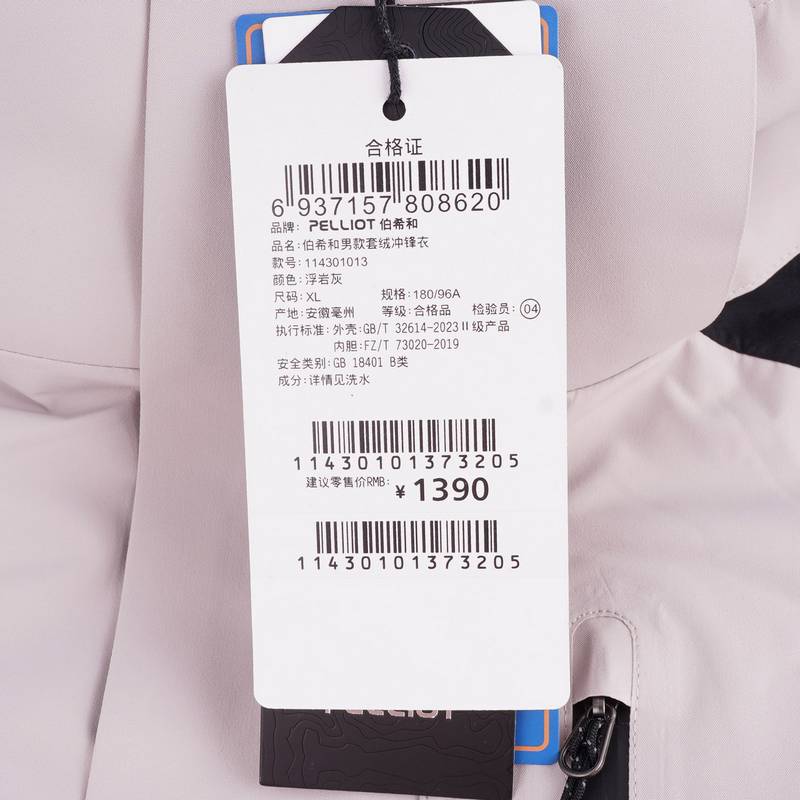 合格证
6 937157 808620
品牌: PELLIOT 伯希和
品名: 伯希和男款套绒冲锋衣
款号: 114301013
颜色: 浮岩灰
尺码: XL 规格: 180/96A
产地: 安徽亳州 等级: 合格品 检验员: 04
执行标准: 外壳: GB/T 32614-2023 II级产品
内胆: FZ/T 73020-2019
安全类别: GB 18401 B类
成分: 详情见洗水
11430101373205
建议零售价RMB: ¥ 1390
11430101373205
PELLIOT